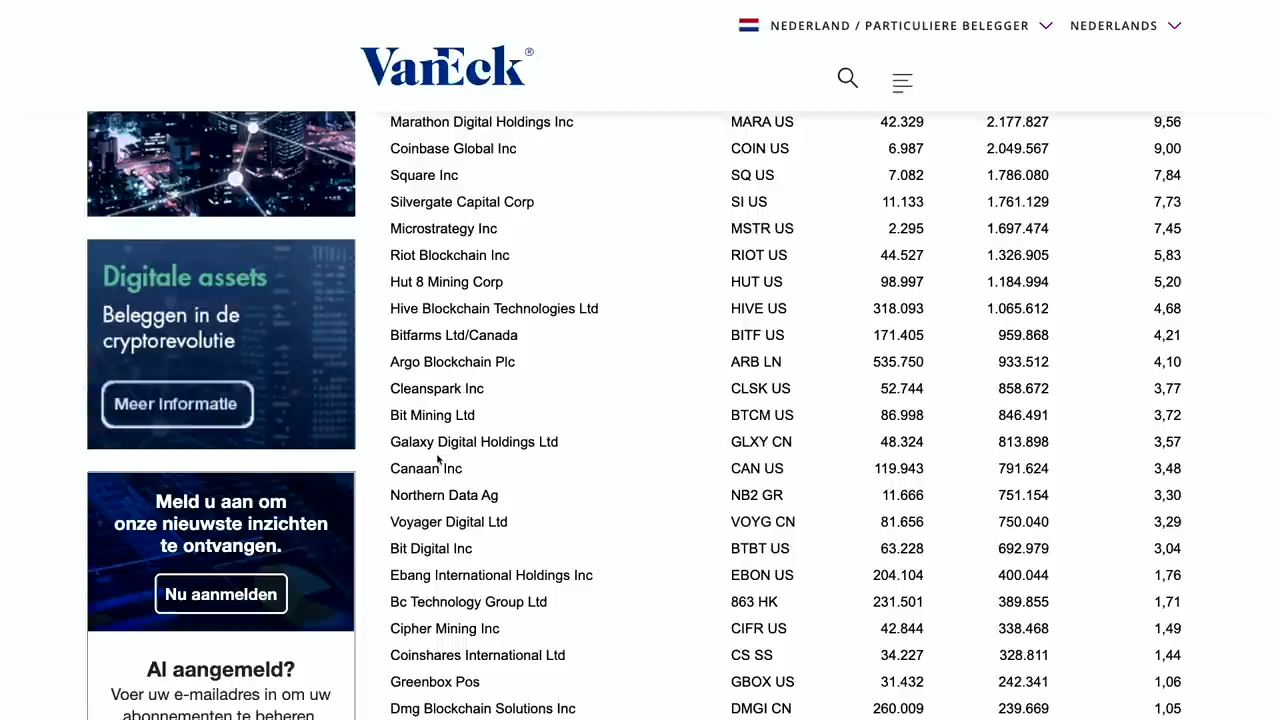 NEDERLAND / PARTICULIERE BELEGGER NEDERLANDS
VanEck®
Marathon Digital Holdings Inc MARA US 42.329 2.177.827 9,56
Coinbase Global Inc COIN US 6.987 2.049.567 9,00
Square Inc SQ US 7.082 1.786.080 7,84
Silvergate Capital Corp SI US 11.133 1.761.129 7,73
Microstrategy Inc MSTR US 2.295 1.697.474 7,45
Riot Blockchain Inc RIOT US 44.527 1.326.905 5,83
Hut 8 Mining Corp HUT US 98.997 1.184.994 5,20
Hive Blockchain Technologies Ltd HIVE US 318.093 1.065.612 4,68
Bitfarms Ltd/Canada BITF US 171.405 959.868 4,21
Argo Blockchain Plc ARB LN 535.750 933.512 4,10
Cleanspark Inc CLSK US 52.744 858.672 3,77
Bit Mining Ltd BTCM US 86.998 846.491 3,72
Galaxy Digital Holdings Ltd GLXY CN 48.324 813.898 3,57
Canaan Inc CAN US 119.943 791.624 3,48
Northern Data Ag NB2 GR 11.666 751.154 3,30
Voyager Digital Ltd VOYG CN 81.656 750.040 3,29
Bit Digital Inc BTBT US 63.228 692.979 3,04
Ebang International Holdings Inc EBON US 204.104 400.044 1,76
Bc Technology Group Ltd 863 HK 231.501 389.855 1,71
Cipher Mining Inc CIFR US 42.844 338.468 1,49
Coinshares International Ltd CS SS 34.227 328.811 1,44
Greenbox Pos GBOX US 31.432 242.341 1,06
Dmg Blockchain Solutions Inc DMGI CN 260.009 239.669 1,05
Digitale assets
Beleggen in de
cryptorevolutie
Meer Informatie
Meld u aan om
onze nieuwste inzichten
te ontvangen.
Nu aanmelden
Al aangemeld?
Voer uw e-mailadres in om uw
abonnementen te beheren